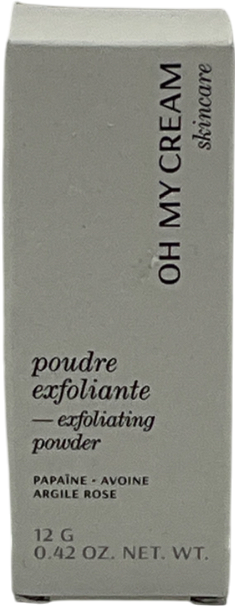 OH MY CREAM
skincare
poudre
exfoliante
— exfoliating
powder
PAPAÏNE • AVOINE
ARGILE ROSE
12 G
0.42 OZ. NET. WT.